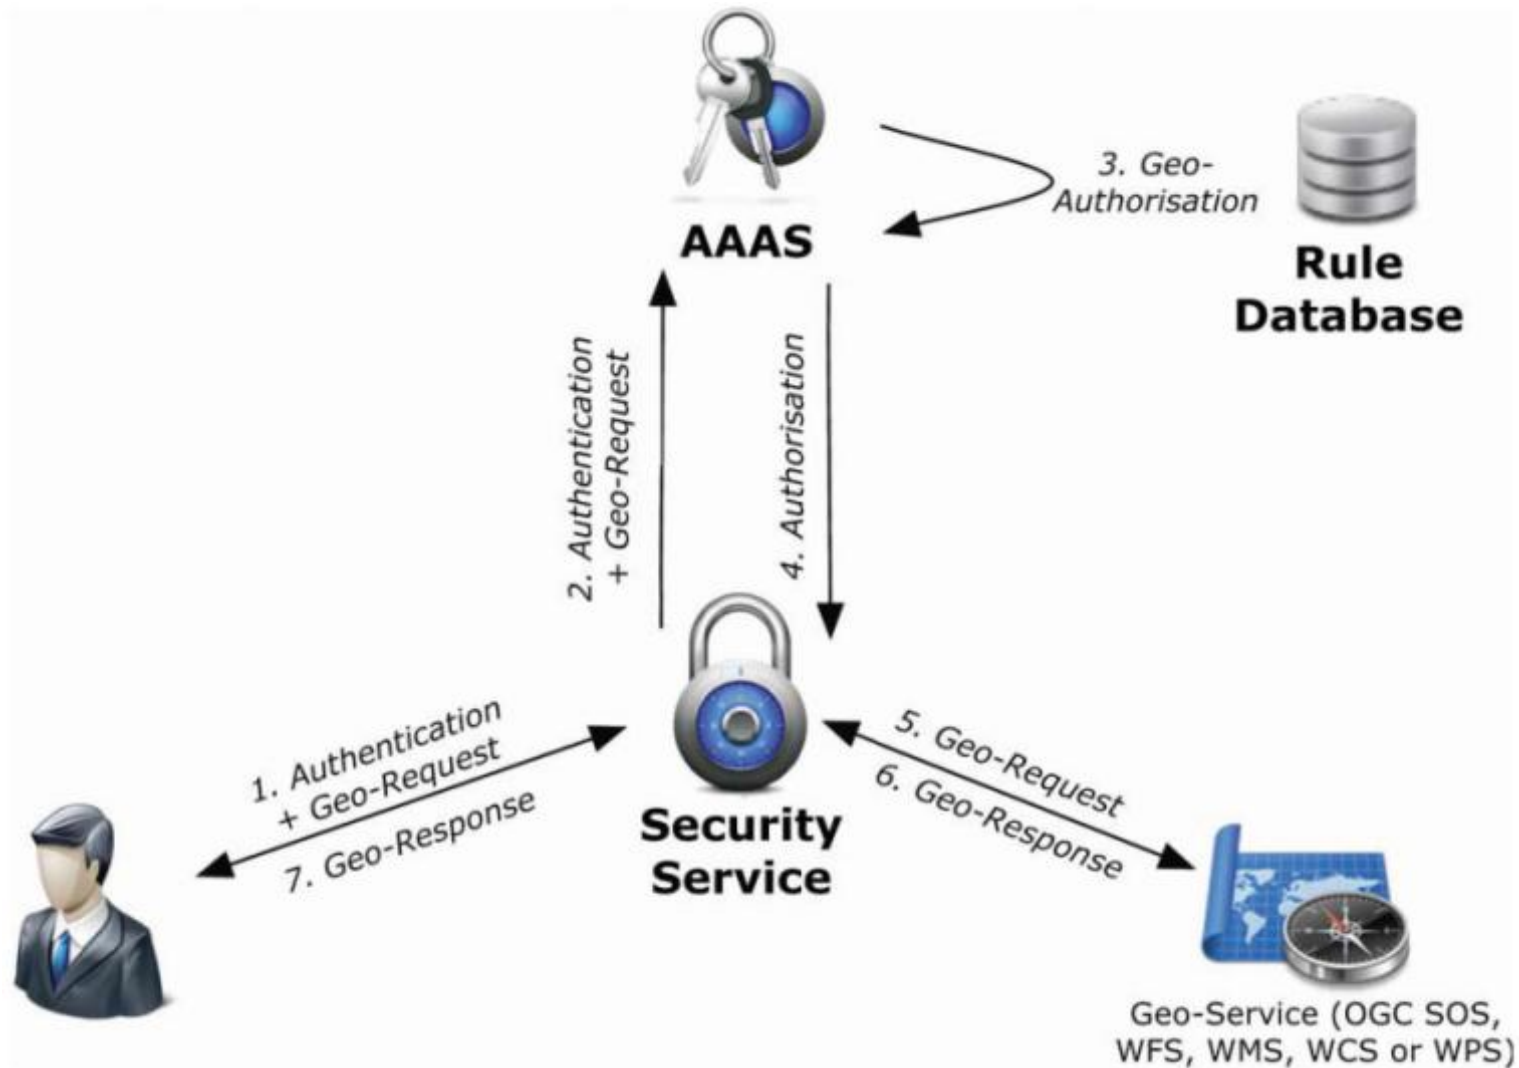 3. Geo-
Authorisation
AAAS
Rule
Database
2. Authentication
+ Geo-Request
4. Authorisation
1. Authentication
+ Geo-Request
7. Geo-Response
5. Geo-Request
6. Geo-Response
Security
Service
Geo-Service (OGC SOS,
WFS, WMS, WCS or WPS)